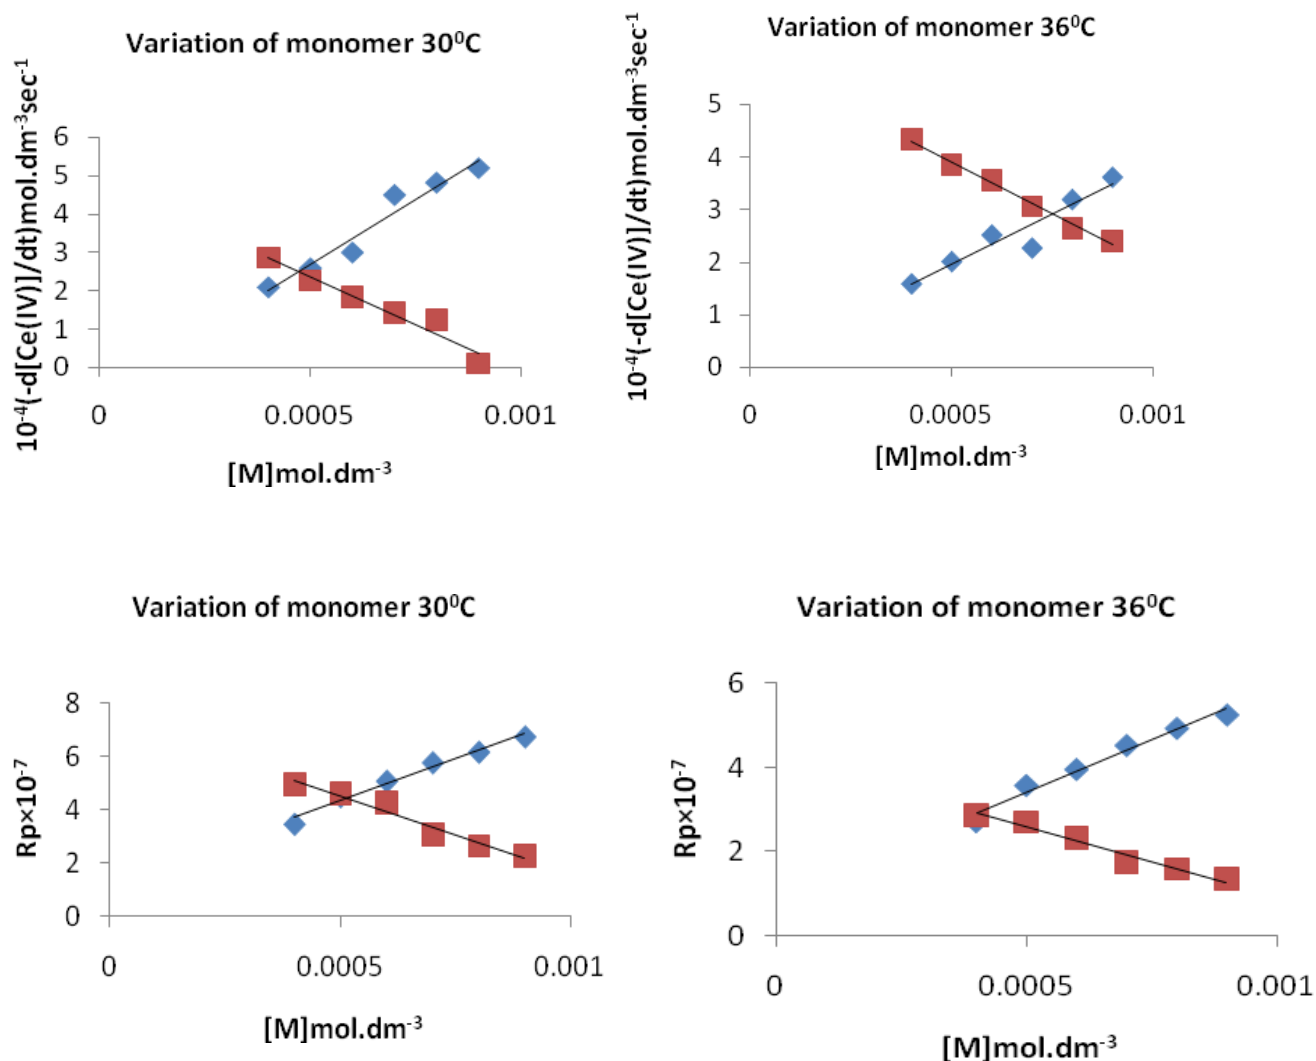 Variation of monomer 30⁰C
10⁻⁴(-d[Ce(IV)]/dt)mol.dm⁻³sec⁻¹
6
5
4
3
2
1
0
0 0.0005 0.001
[M]mol.dm⁻³
Variation of monomer 36⁰C
10⁻⁴(-d[Ce(IV)]/dt)mol.dm⁻³sec⁻¹
5
4
3
2
1
0
0 0.0005 0.001
[M]mol.dm⁻³
Variation of monomer 30⁰C
Rp×10⁻⁷
8
6
4
2
0
0 0.0005 0.001
[M]mol.dm⁻³
Variation of monomer 36⁰C
Rp×10⁻⁷
6
4
2
0
0 0.0005 0.001
[M]mol.dm⁻³